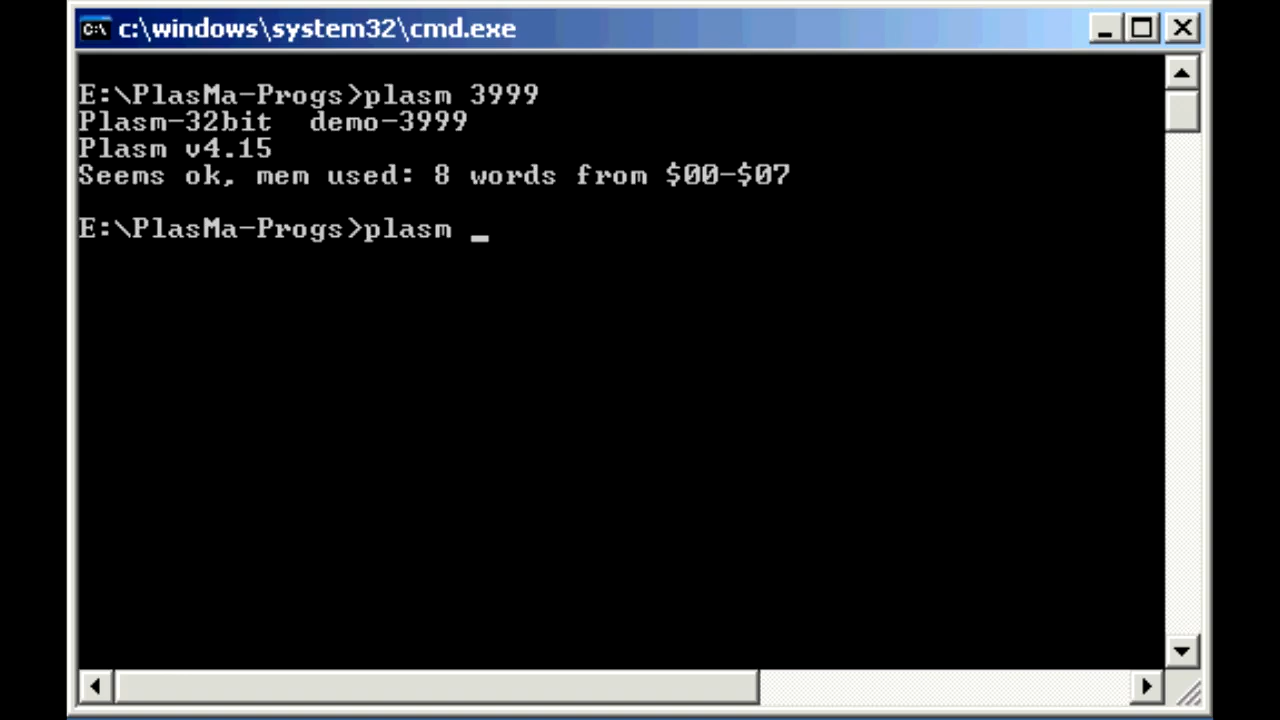 c:\windows\system32\cmd.exe
E:\PlasMa-Progs>plasm 3999
Plasm-32bit  demo-3999
Plasm v4.15
Seems ok, mem used: 8 words from $00-$07
E:\PlasMa-Progs>plasm _